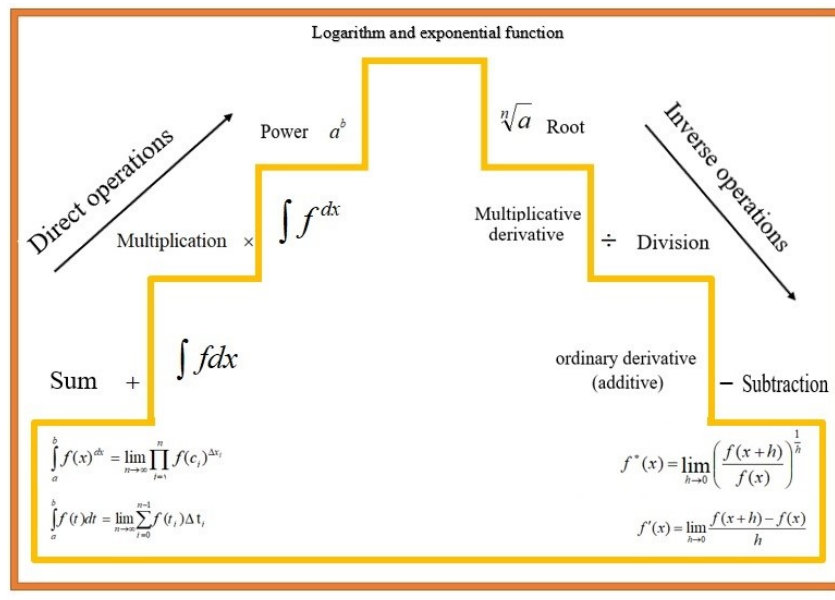 Logarithm and exponential function
Direct operations
Inverse operations
Power a^b
ⁿ√a Root
Multiplication ×
∫ f^{dx}
Multiplicative
derivative
÷ Division
Sum +
∫ fdx
ordinary derivative
(additive)
− Subtraction
∫_a^b f(x)^{dx} = lim_{n→∞} ∏_{i=1}^{n} f(c_i)^{Δx_i}
∫_a^b f(t)dt = lim_{n→∞} ∑_{i=0}^{n-1} f(t_i)Δt_i
f*(x) = lim_{h→0} (f(x+h)/f(x))^{1/h}
f'(x) = lim_{h→0} (f(x+h) − f(x))/h